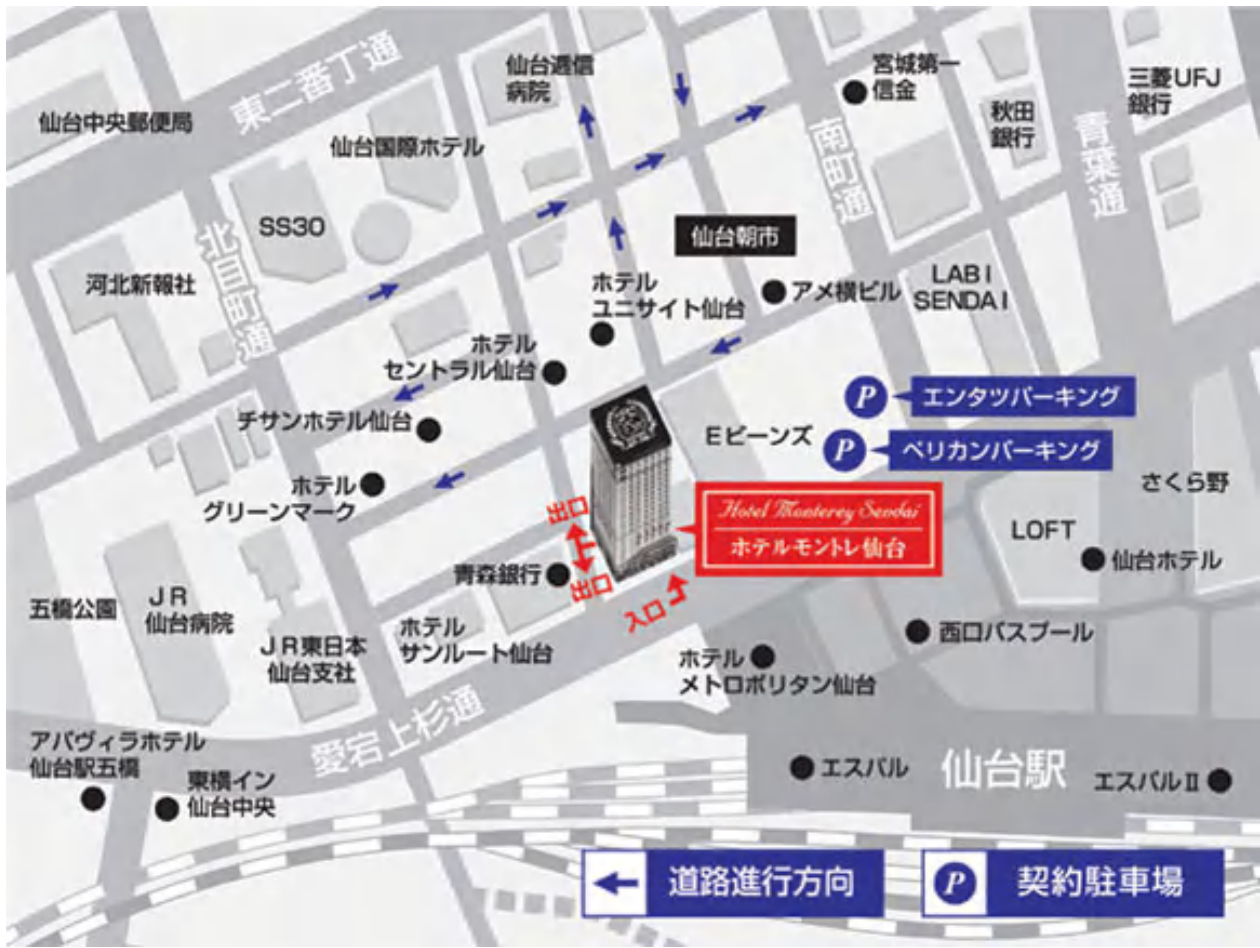 東二番丁通
仙台中央郵便局
仙台逓信
病院
宮城第一
信金
三菱UFJ
銀行
秋田
銀行
仙台国際ホテル
南町通
青葉通
SS30
北目町通
仙台朝市
河北新報社
ホテル
ユニサイト仙台
アメ横ビル
LABI
SENDAI
ホテル
セントラル仙台
エンタツパーキング
P
チサンホテル仙台
Eビーンズ
ペリカンパーキング
P
ホテル
グリーンマーク
さくら野
出口
Hotel Monterey Sendai
ホテルモントレ仙台
LOFT
仙台ホテル
青森銀行
出口
入口
五橋公園
JR
仙台病院
JR東日本
仙台支社
ホテル
サンルート仙台
西口バスプール
ホテル
メトロポリタン仙台
愛宕上杉通
アパヴィラホテル
仙台駅五橋
東横イン
仙台中央
エスパル
仙台駅
エスパルⅡ
道路進行方向
P
契約駐車場